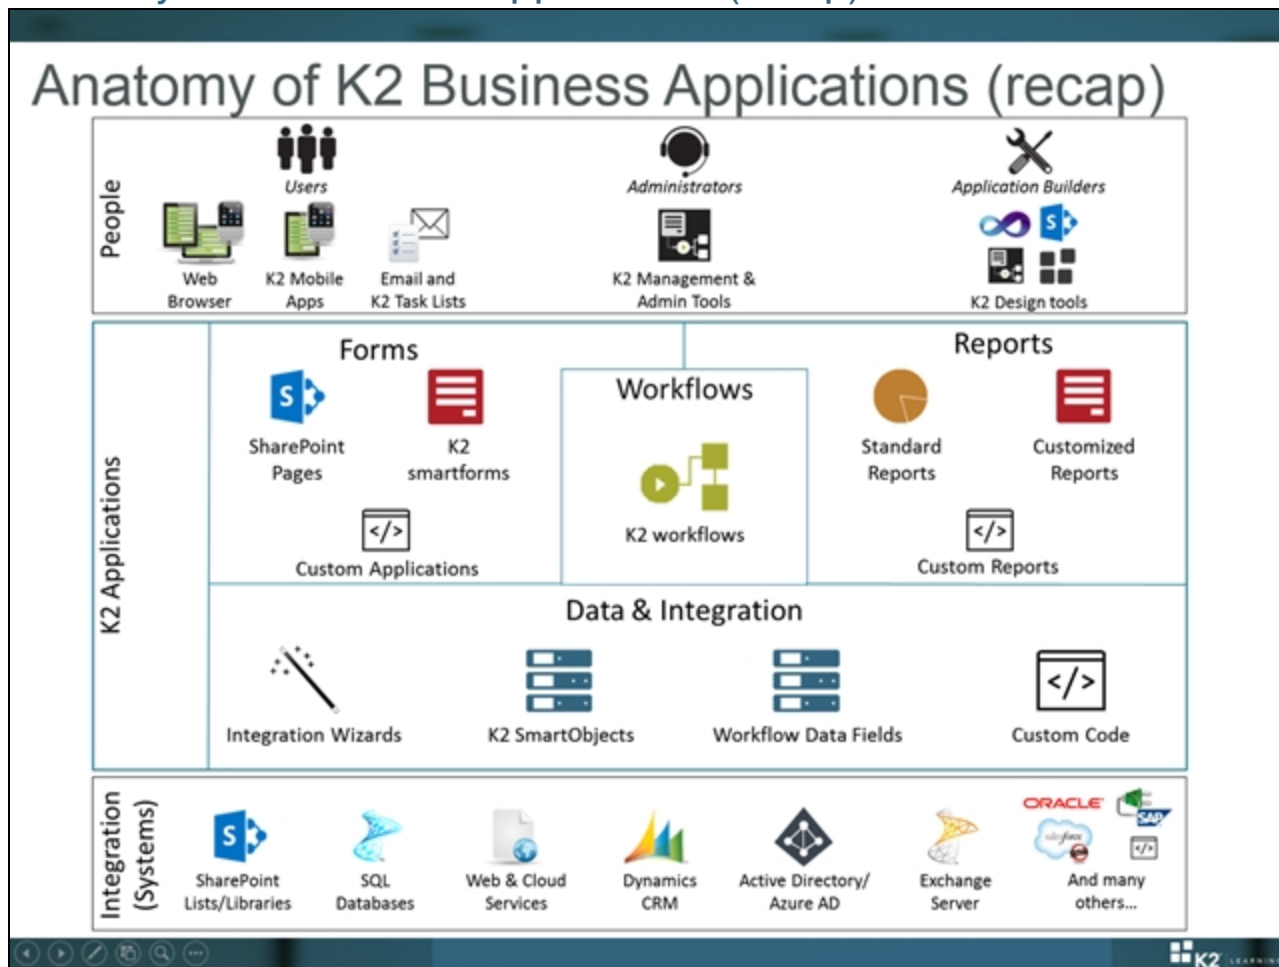 Anatomy of K2 Business Applications (recap)
People
Users
Administrators
Application Builders
Web
Browser
K2 Mobile
Apps
Email and
K2 Task Lists
K2 Management &
Admin Tools
K2 Design tools
K2 Applications
Forms
SharePoint
Pages
K2
smartforms
Custom Applications
Workflows
K2 workflows
Reports
Standard
Reports
Customized
Reports
Custom Reports
Data & Integration
Integration Wizards
K2 SmartObjects
Workflow Data Fields
Custom Code
Integration
(Systems)
SharePoint
Lists/Libraries
SQL
Databases
Web & Cloud
Services
Dynamics
CRM
Active Directory/
Azure AD
Exchange
Server
ORACLE
SAP
salesforce
And many
others...
K2 LEARNING